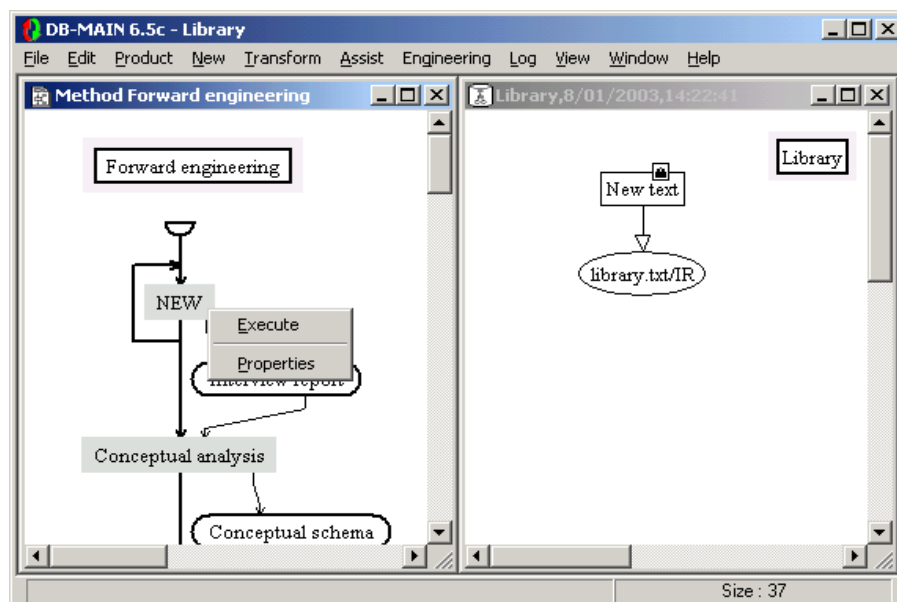 DB-MAIN 6.5c - Library
File Edit Product New Transform Assist Engineering Log View Window Help
Method Forward engineering
Forward engineering
NEW
Execute
Properties
Interview report
Conceptual analysis
Conceptual schema
Library,8/01/2003,14:22:41
Library
New text
library.txt/IR
Size : 37